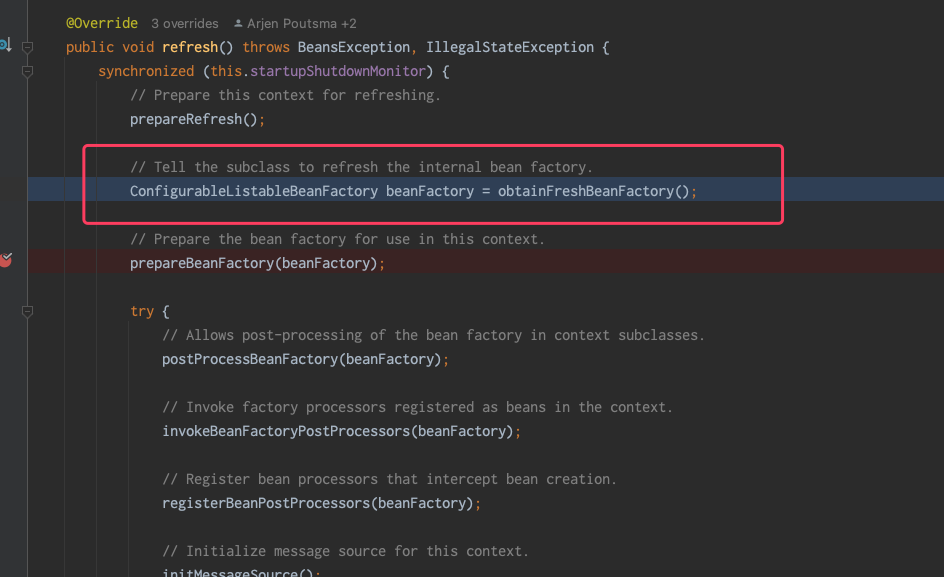 @Override 3 overrides Arjen Poutsma +2
public void refresh() throws BeansException, IllegalStateException {
synchronized (this.startupShutdownMonitor) {
// Prepare this context for refreshing.
prepareRefresh();
// Tell the subclass to refresh the internal bean factory.
ConfigurableListableBeanFactory beanFactory = obtainFreshBeanFactory();
// Prepare the bean factory for use in this context.
prepareBeanFactory(beanFactory);
try {
// Allows post-processing of the bean factory in context subclasses.
postProcessBeanFactory(beanFactory);
// Invoke factory processors registered as beans in the context.
invokeBeanFactoryPostProcessors(beanFactory);
// Register bean processors that intercept bean creation.
registerBeanPostProcessors(beanFactory);
// Initialize message source for this context.
initMessageSource();